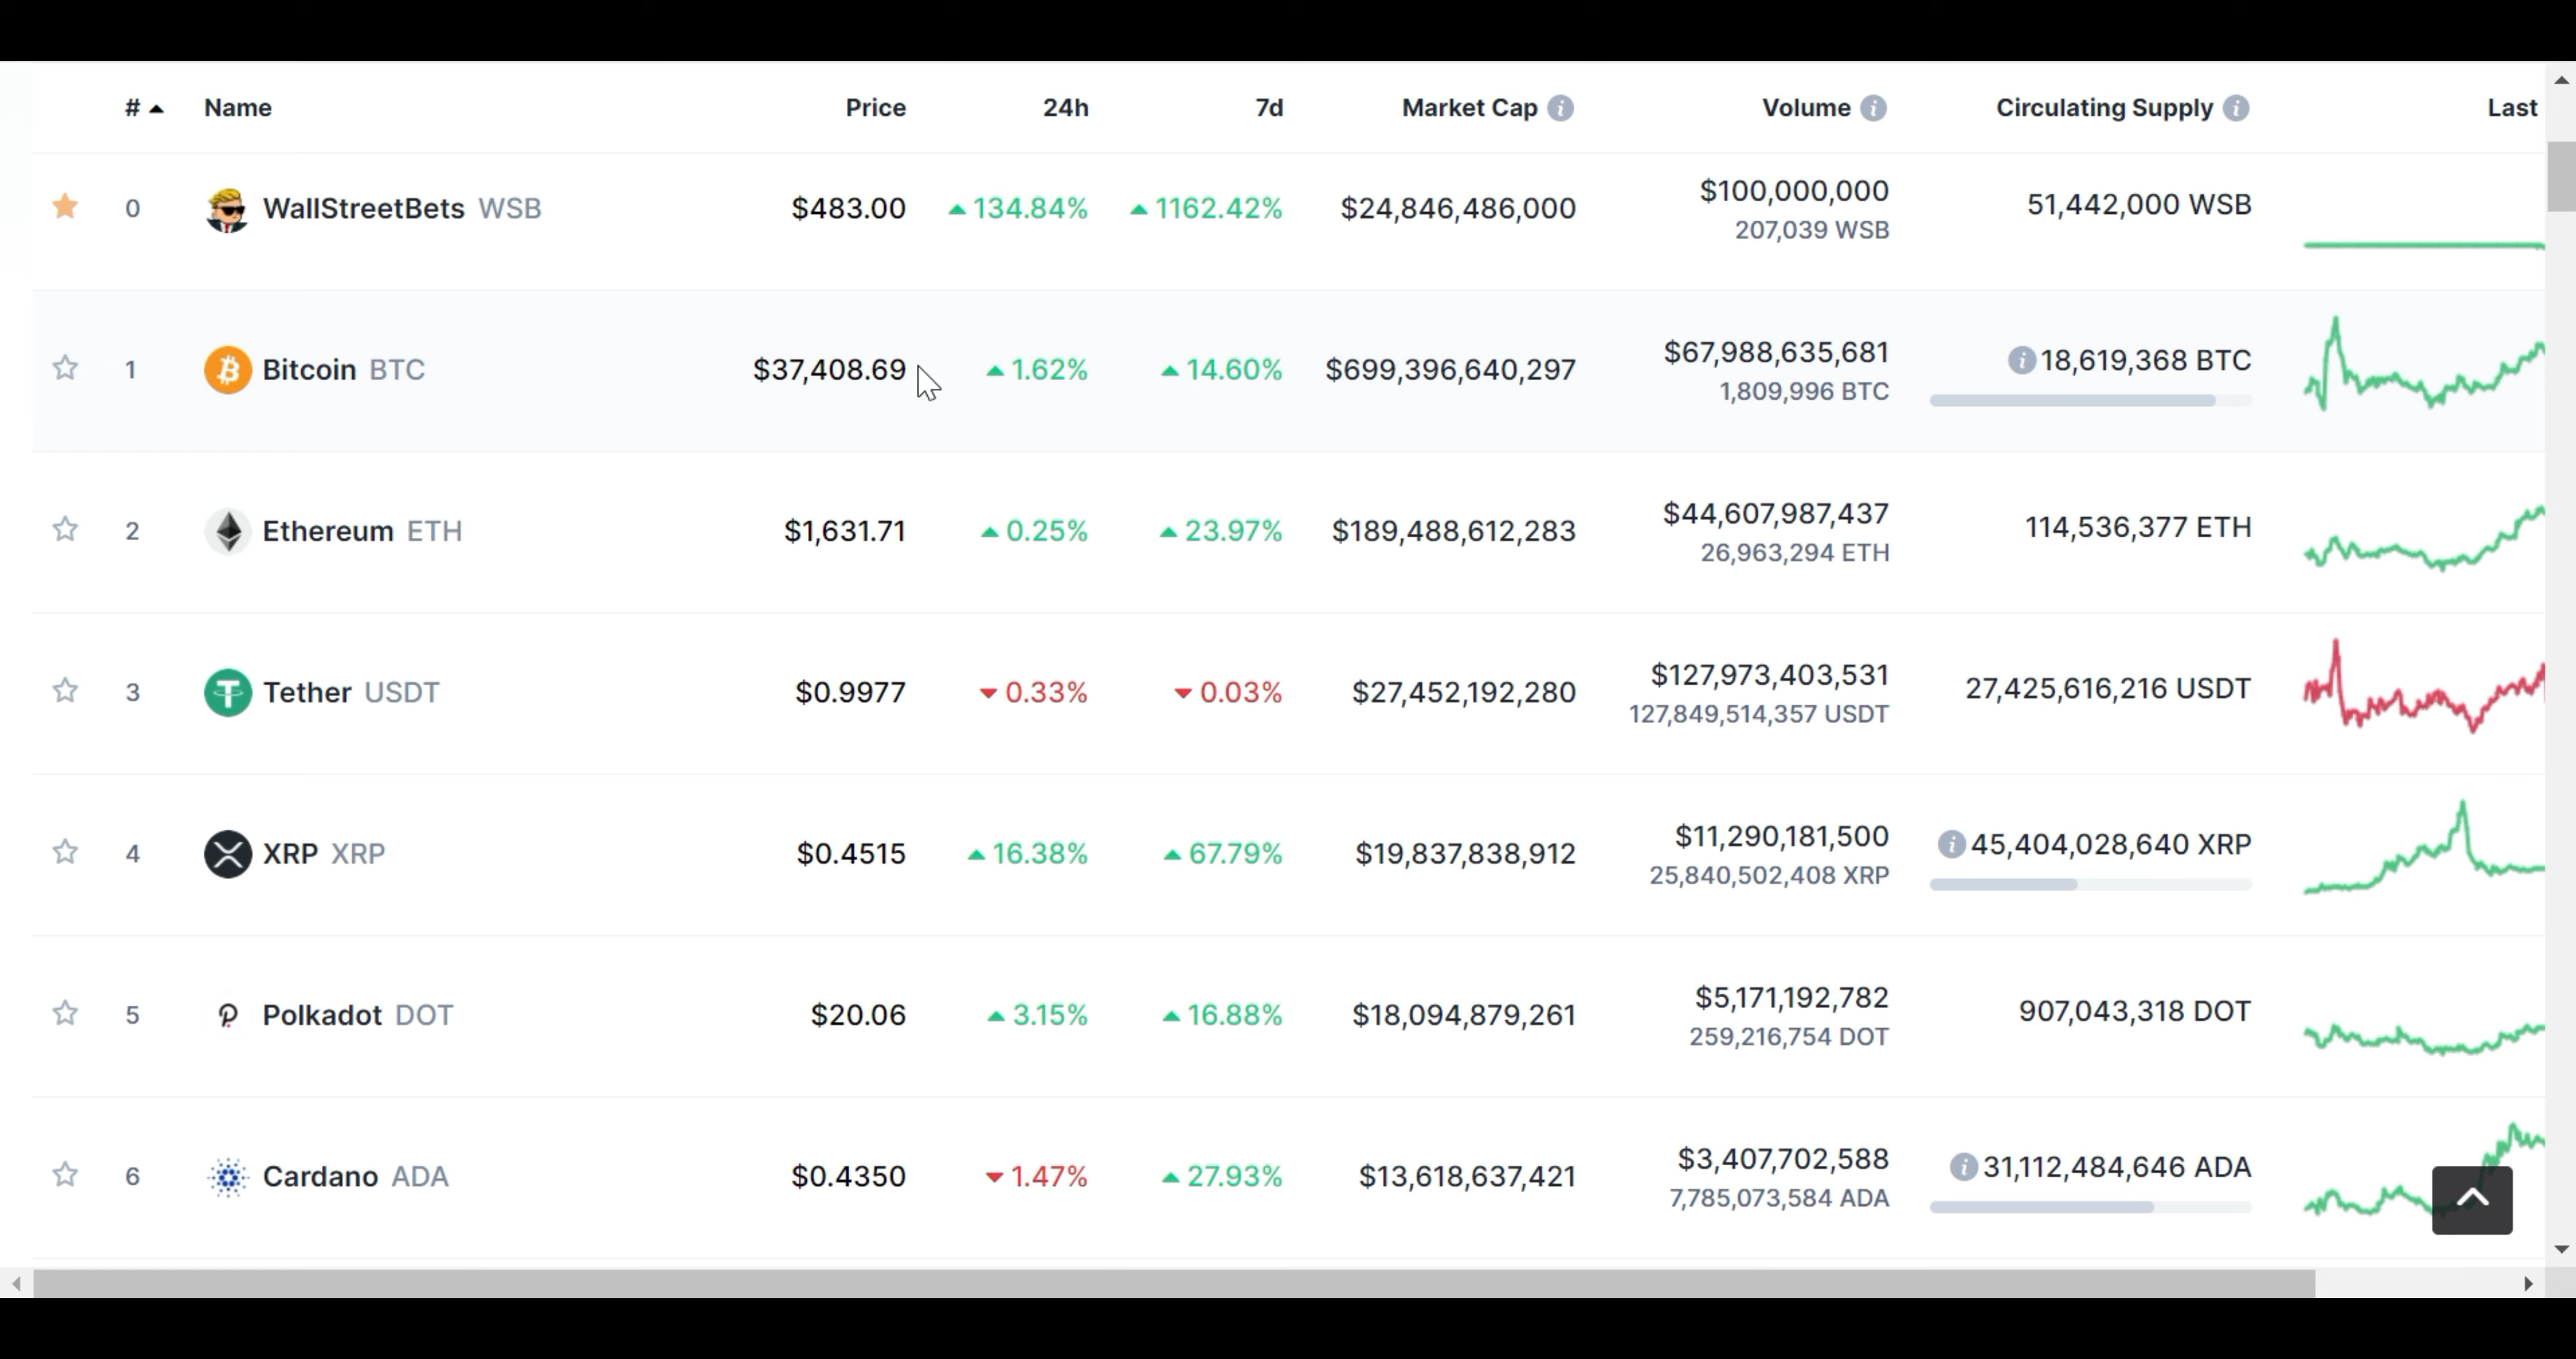 # Name Price 24h 7d Market Cap Volume Circulating Supply Last
0 WallStreetBets WSB $483.00 134.84% 1162.42% $24,846,486,000 $100,000,000 51,442,000 WSB
207,039 WSB
1 Bitcoin BTC $37,408.69 1.62% 14.60% $699,396,640,297 $67,988,635,681 18,619,368 BTC
1,809,996 BTC
2 Ethereum ETH $1,631.71 0.25% 23.97% $189,488,612,283 $44,607,987,437 114,536,377 ETH
26,963,294 ETH
3 Tether USDT $0.9977 0.33% 0.03% $27,452,192,280 $127,973,403,531 27,425,616,216 USDT
127,849,514,357 USDT
4 XRP XRP $0.4515 16.38% 67.79% $19,837,838,912 $11,290,181,500 45,404,028,640 XRP
25,840,502,408 XRP
5 Polkadot DOT $20.06 3.15% 16.88% $18,094,879,261 $5,171,192,782 907,043,318 DOT
259,216,754 DOT
6 Cardano ADA $0.4350 1.47% 27.93% $13,618,637,421 $3,407,702,588 31,112,484,646 ADA
7,785,073,584 ADA